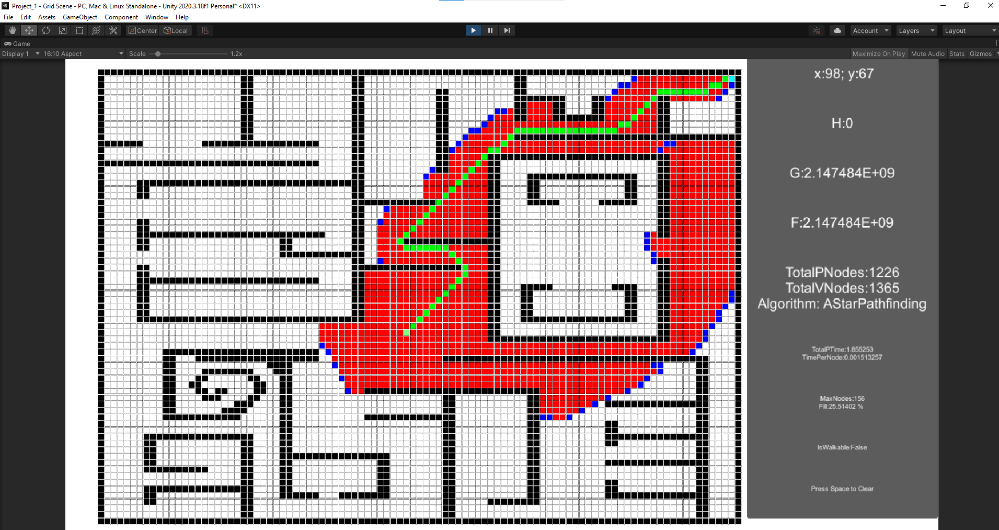 Project_1 - Grid Scene - PC, Mac & Linux Standalone - Unity 2020.3.18f1 Personal* <DX11>
File Edit Assets GameObject Component Window Help
Center Local Account Layers Layout
Game
Display 1 16:10 Aspect Scale 1.2x Maximize On Play Mute Audio Stats Gizmos
x:98; y:67
H:0
G:2.147484E+09
F:2.147484E+09
TotalPNodes:1226
TotalVNodes:1365
Algorithm: AStarPathfinding
TotalPTime:1.855253
TimePerNode:0.001513257
MaxNodes:156
Fill:25.51402 %
IsWalkable:False
Press Space to Clear